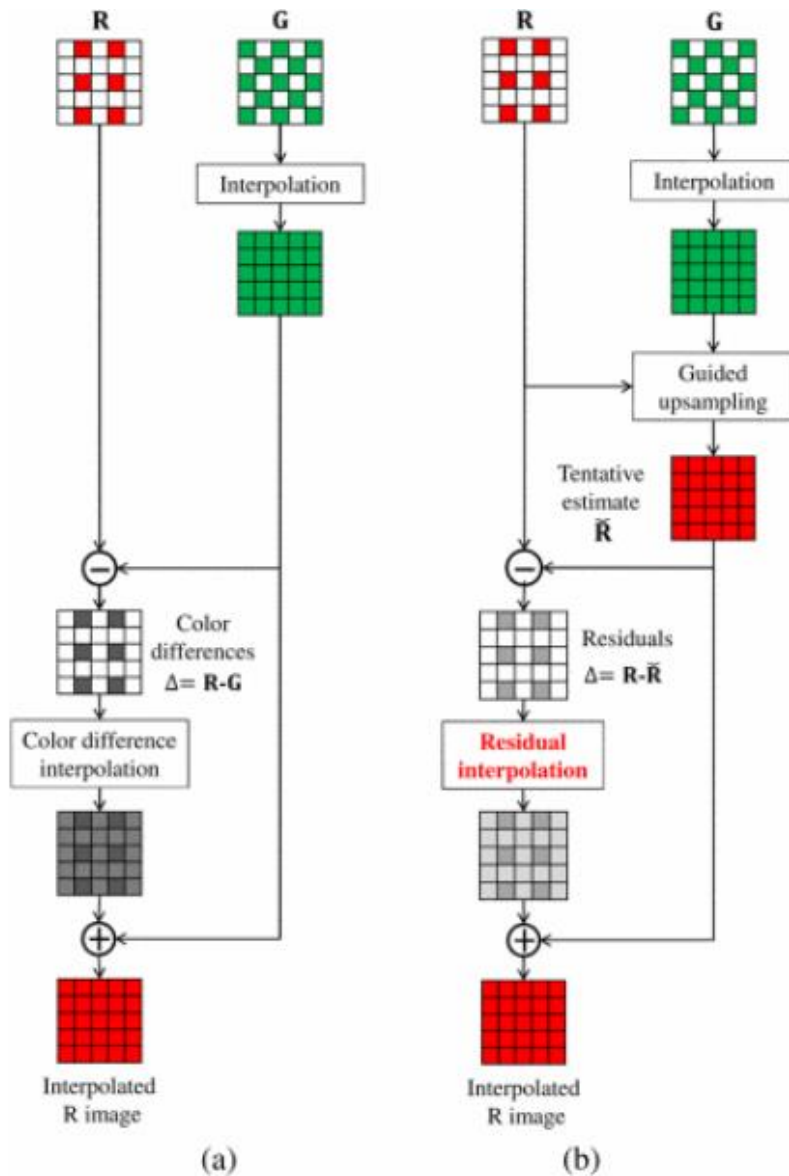 R
G
Interpolation
Color
differences
Δ= R-G
Color difference
interpolation
Interpolated
R image
(a)
R
G
Interpolation
Guided
upsampling
Tentative
estimate
R̆
Residuals
Δ= R-R̆
Residual
interpolation
Interpolated
R image
(b)